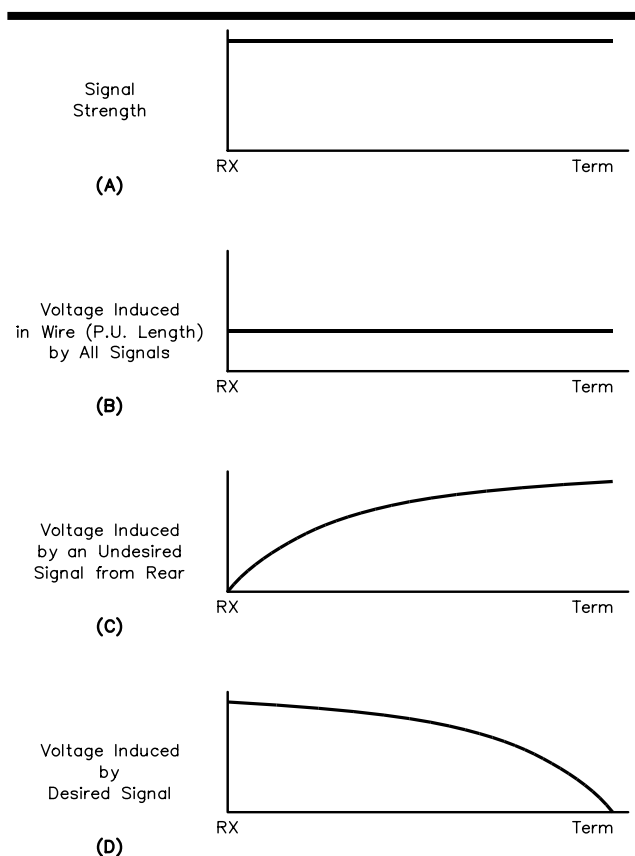 Signal
Strength
(A)
RX Term
Voltage Induced
in Wire (P.U. Length)
by All Signals
(B)
RX Term
Voltage Induced
by an Undesired
Signal from Rear
(C)
RX Term
Voltage Induced
by
Desired Signal
(D)
RX Term